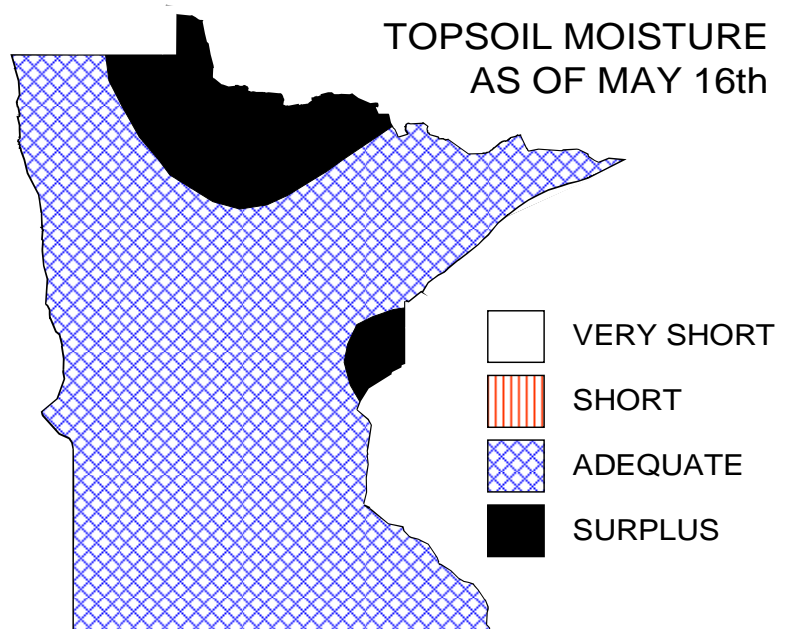 TOPSOIL MOISTURE
AS OF MAY 16th
VERY SHORT
SHORT
ADEQUATE
SURPLUS